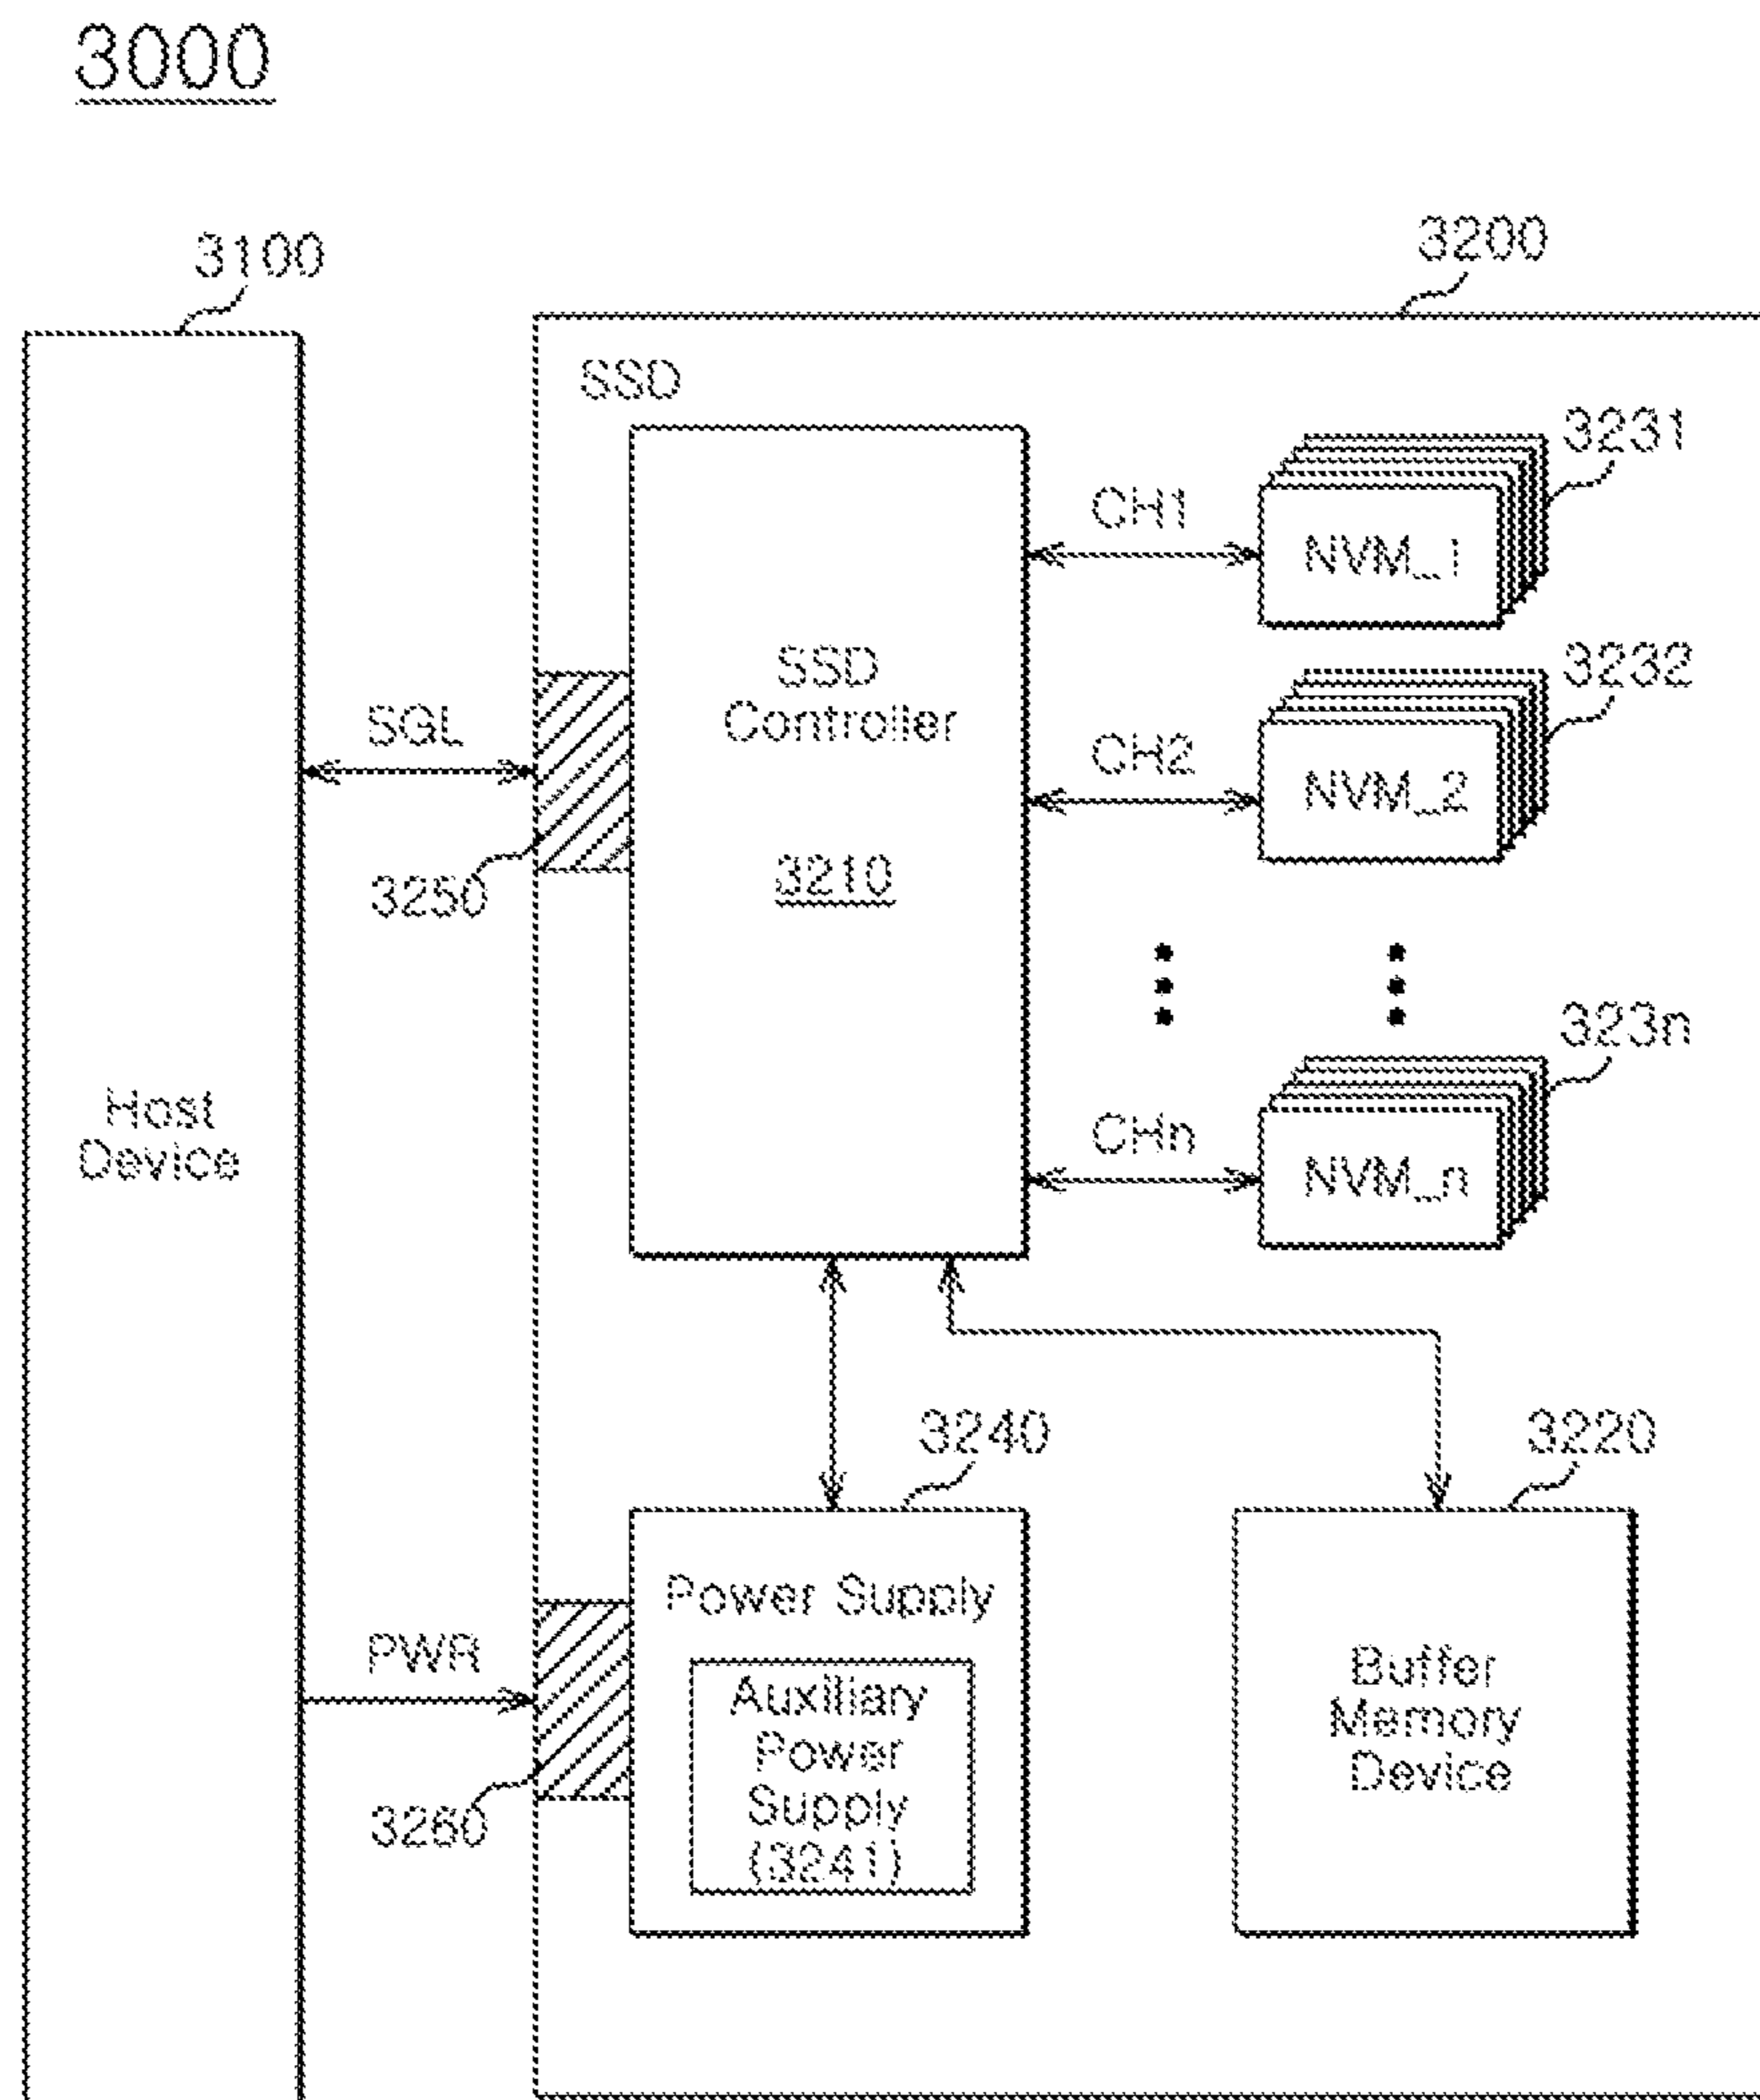 3000
3100
3200
SSD
3231
CH1
NVM_1
SSD
Controller
3210
3232
SGL
CH2
NVM_2
3250
323n
Host
Device
CHn
NVM_n
3240
3220
Power Supply
PWR
Auxiliary
Power
Supply
(3241)
Buffer
Memory
Device
3260